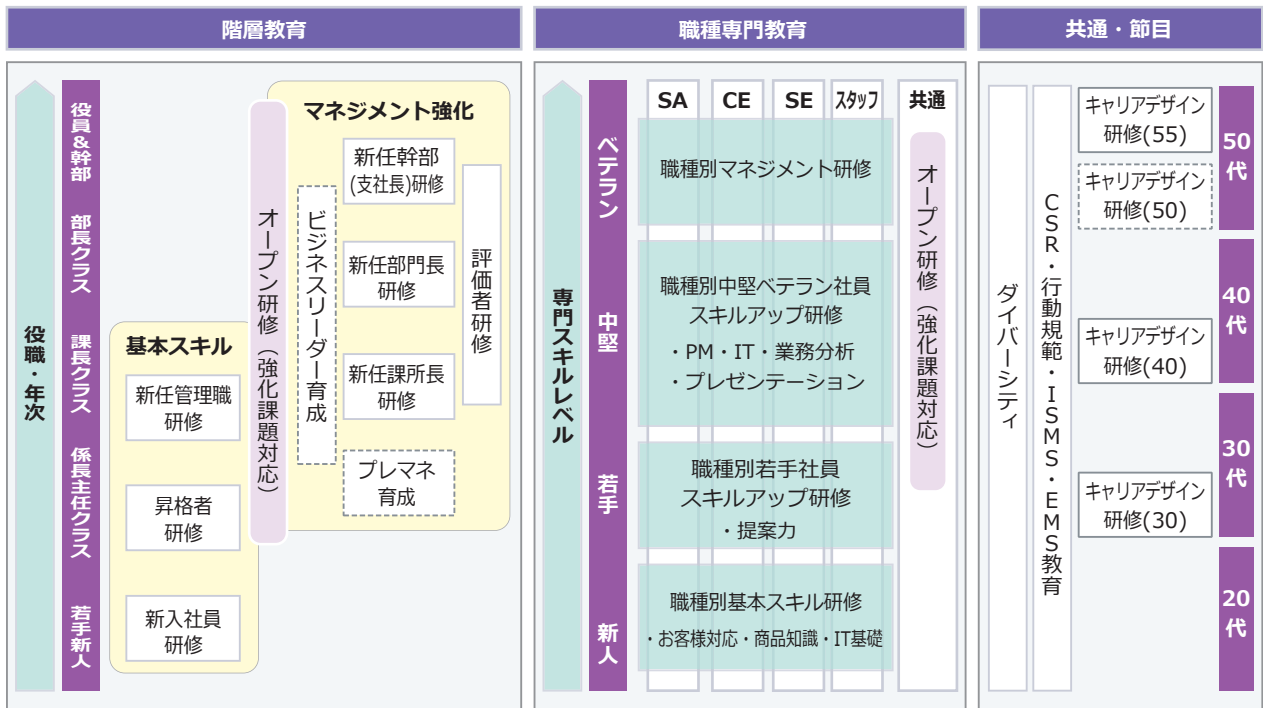 階層教育
役職・年次
役員&幹部
部長クラス
課長クラス
係長主任クラス
若手新人
基本スキル
新任管理職
研修
昇格者
研修
新入社員
研修
オープン研修（強化課題対応）
マネジメント強化
ビジネスリーダー育成
新任幹部
(支社長)研修
新任部門長
研修
新任課所長
研修
プレマネ
育成
評価者研修
職種専門教育
専門スキルレベル
ベテラン
中堅
若手
新人
SA
CE
SE
スタッフ
共通
職種別マネジメント研修
職種別中堅ベテラン社員
スキルアップ研修
・PM・IT・業務分析
・プレゼンテーション
職種別若手社員
スキルアップ研修
・提案力
職種別基本スキル研修
・お客様対応・商品知識・IT基礎
オープン研修（強化課題対応）
共通・節目
ダイバーシティ
CSR・行動規範・ISMS・EMS教育
キャリアデザイン
研修(55)
キャリアデザイン
研修(50)
キャリアデザイン
研修(40)
キャリアデザイン
研修(30)
50
代
40
代
30
代
20
代